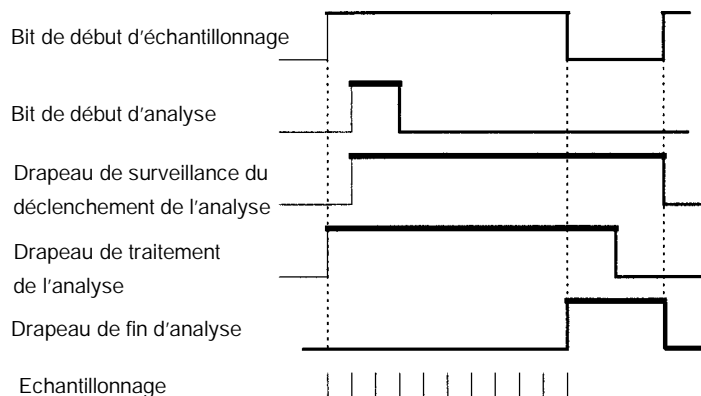 Bit de début d'échantillonnage
Bit de début d'analyse
Drapeau de surveillance du
déclenchement de l'analyse
Drapeau de traitement
de l'analyse
Drapeau de fin d'analyse
Echantillonnage